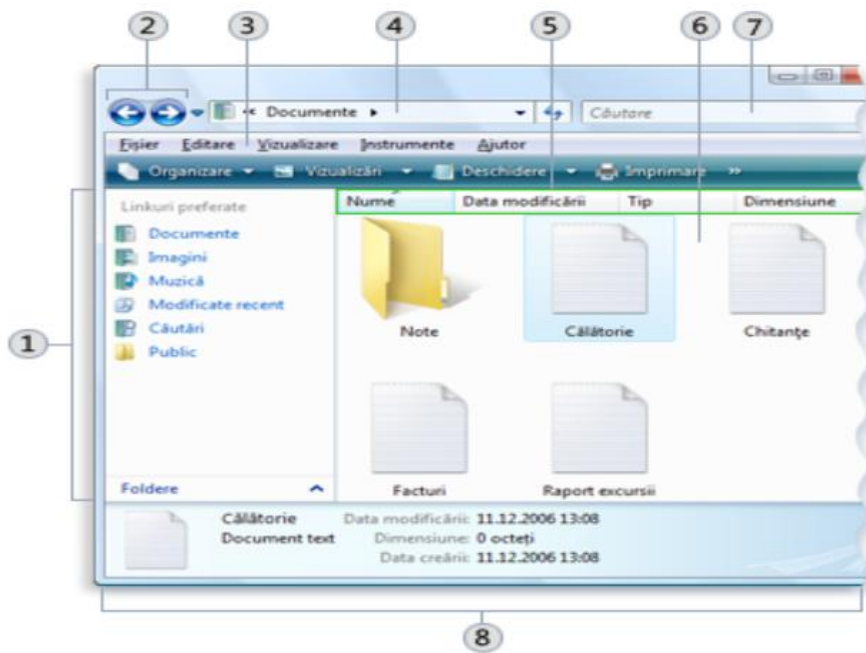 2 3 4 5 6 7
Documente
Căutare
Fişier Editare Vizualizare Instrumente Ajutor
Organizare Vizualizări Deschidere Imprimare »
Linkuri preferate
Nume Data modificării Tip Dimensiune
Documente
Imagini
Muzică
Modificate recent
Căutări
Public
1
Note Călătorie Chitanţe
Foldere
Facturi Raport excursii
Călătorie Data modificării: 11.12.2006 13:08
Document text Dimensiune: 0 octeţi
Data creării: 11.12.2006 13:08
8